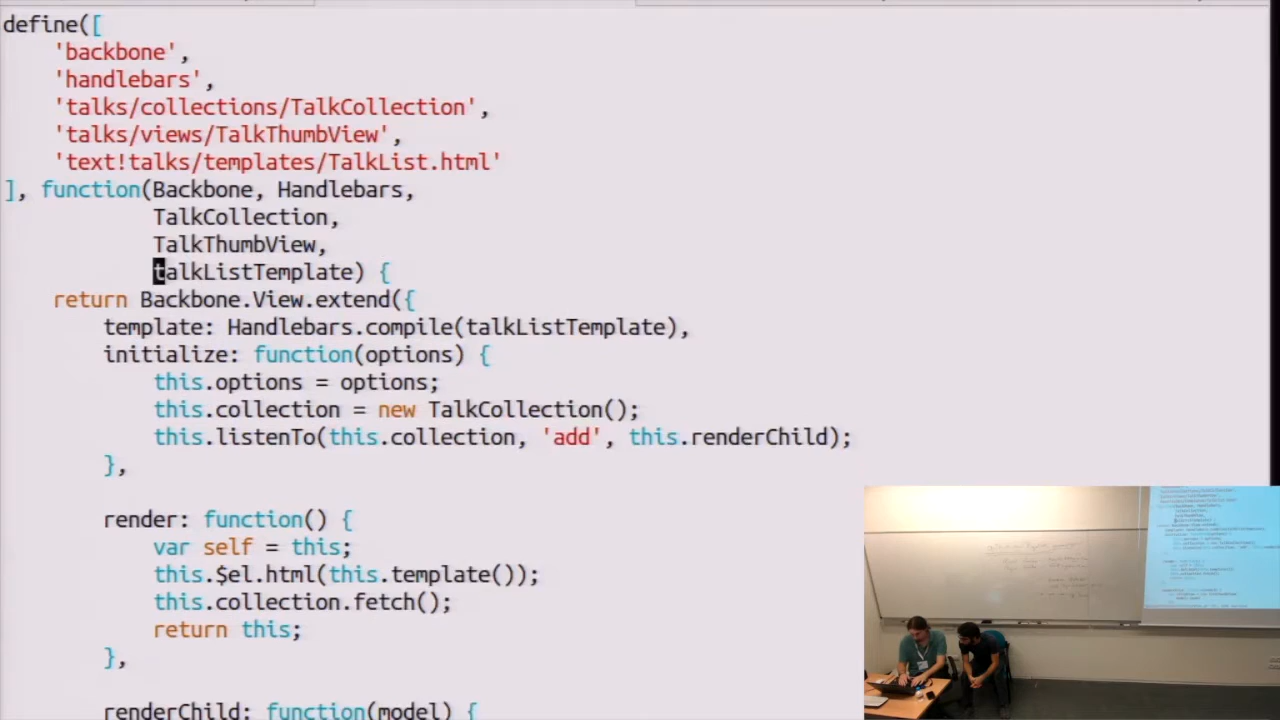 define([
    'backbone',
    'handlebars',
    'talks/collections/TalkCollection',
    'talks/views/TalkThumbView',
    'text!talks/templates/TalkList.html'
], function(Backbone, Handlebars,
            TalkCollection,
            TalkThumbView,
            talkListTemplate) {
    return Backbone.View.extend({
        template: Handlebars.compile(talkListTemplate),
        initialize: function(options) {
            this.options = options;
            this.collection = new TalkCollection();
            this.listenTo(this.collection, 'add', this.renderChild);
        },
        render: function() {
            var self = this;
            this.$el.html(this.template());
            this.collection.fetch();
            return this;
        },
        renderChild: function(model) {